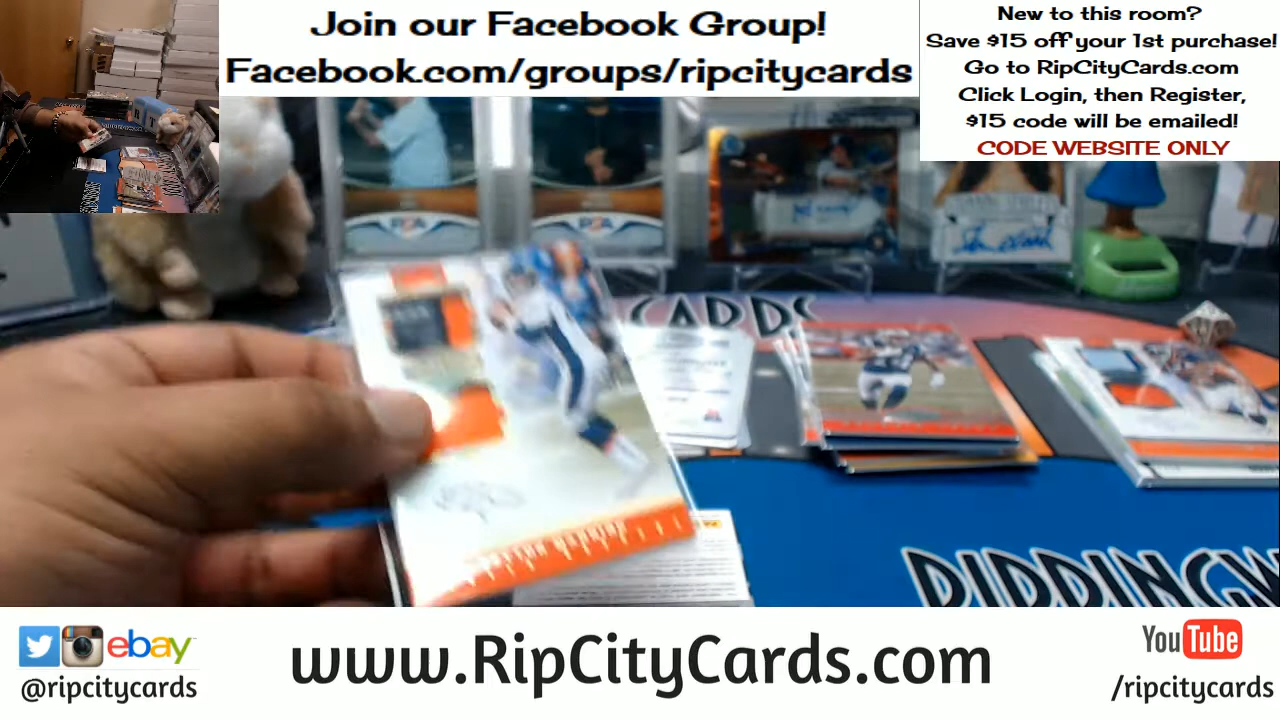 Join our Facebook Group!
Facebook.com/groups/ripcitycards
New to this room?
Save $15 off your 1st purchase!
Go to RipCityCards.com
Click Login, then Register,
$15 code will be emailed!
CODE WEBSITE ONLY
CARDS
RIPPINGW
ebay
@ripcitycards
www.RipCityCards.com
YouTube
/ripcitycards